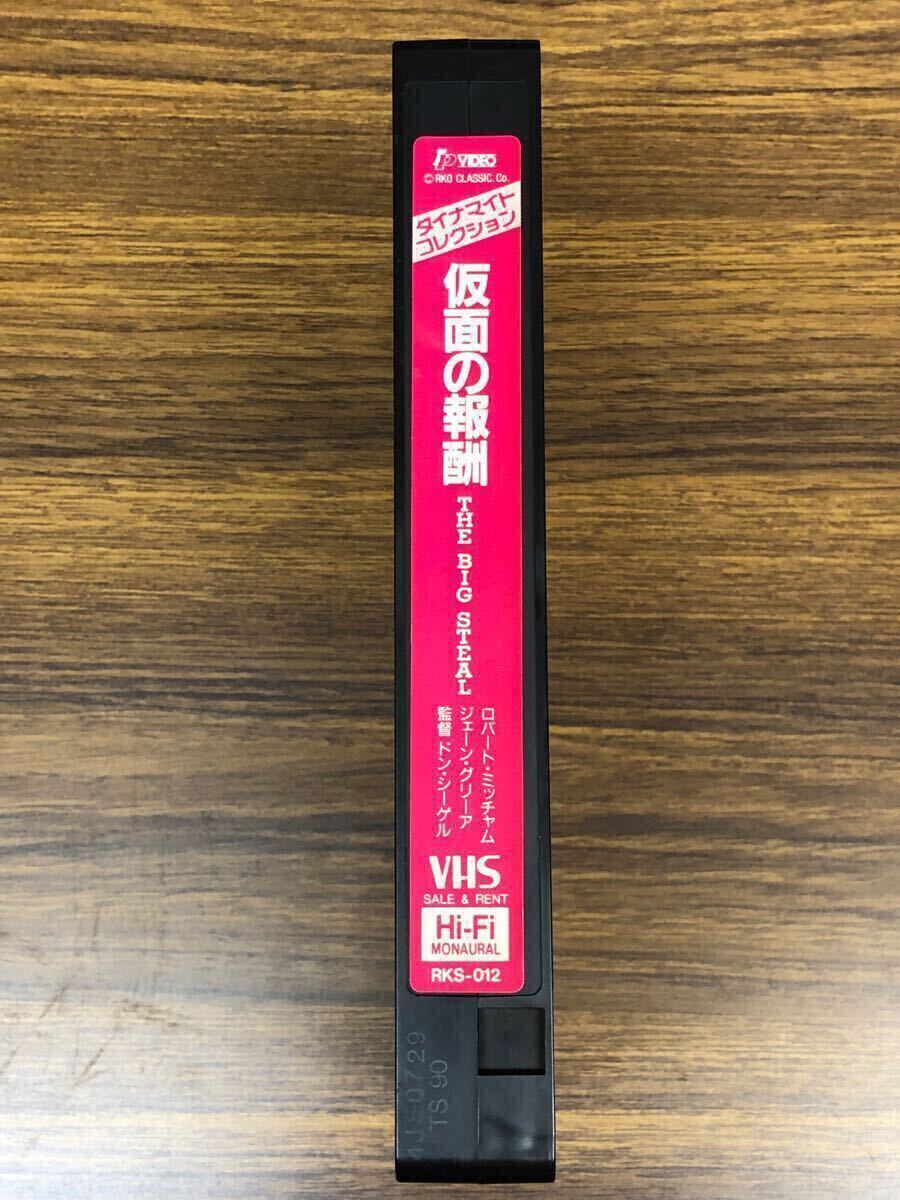 IP VIDEO
© RKO CLASSIC. Co.
ダイナマイト
コレクション
仮面の報酬
THE BIG STEAL
ロバート・ミッチャム
ジェーン・グリーア
監督 ドン・シーゲル
VHS
SALE & RENT
Hi-Fi
MONAURAL
RKS-012
TS 90